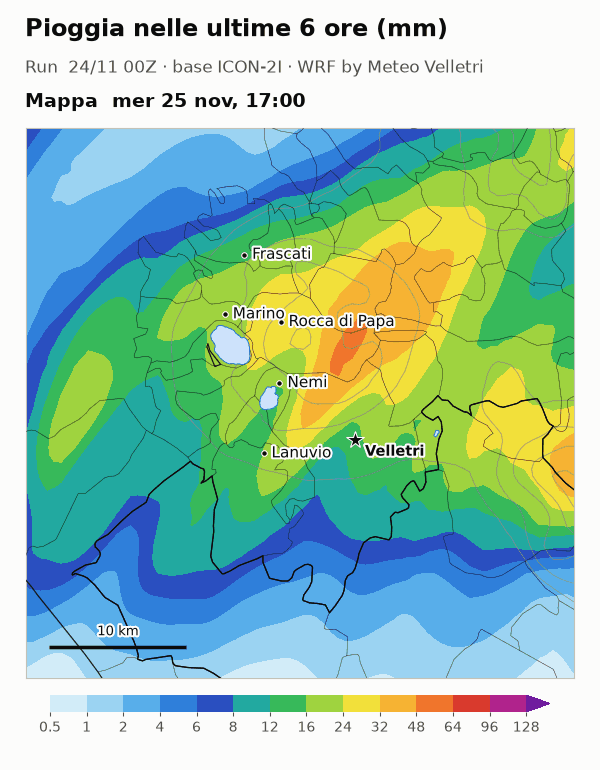 Pioggia nelle ultime 6 ore (mm)
Run  24/11 00Z · base ICON-2I · WRF by Meteo Velletri
Mappa  mer 25 nov, 17:00
Frascati
Marino
Rocca di Papa
Nemi
Velletri
Lanuvio
10 km
0.5 1 2 4 6 8 12 16 24 32 48 64 96 128